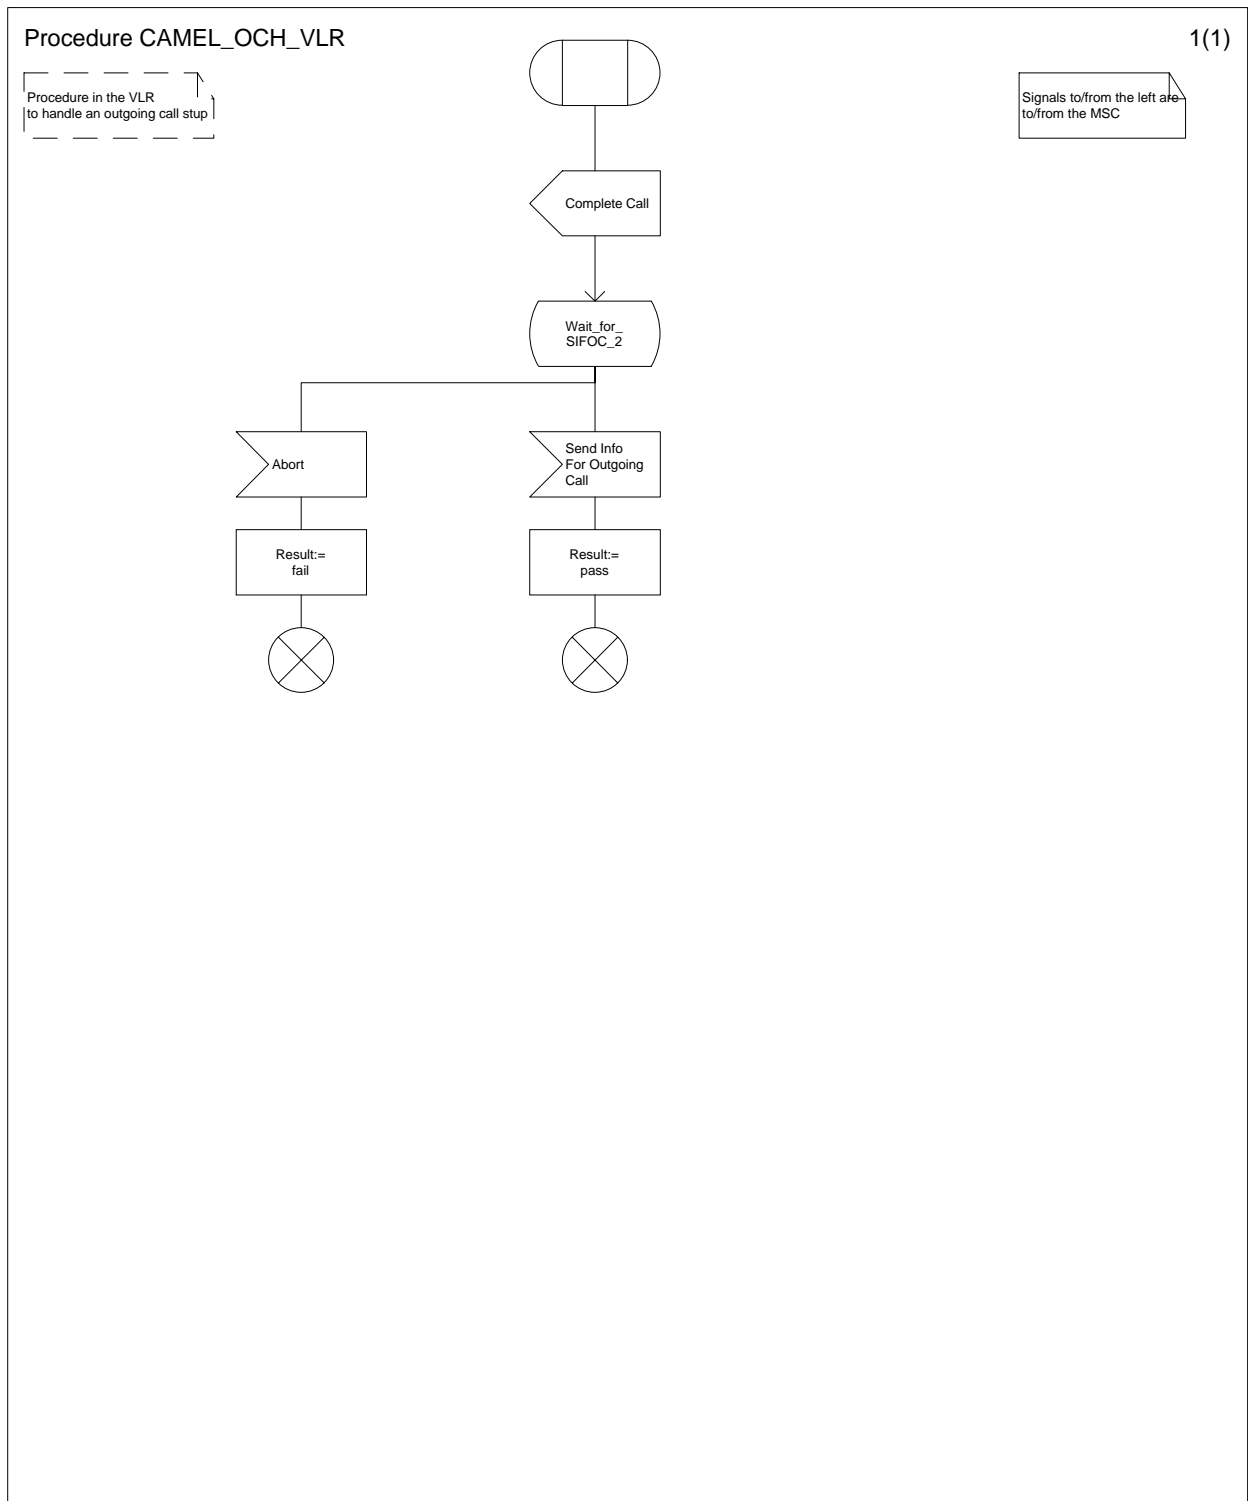 Procedure CAMEL_OCH_VLR
1(1)
Procedure in the VLR
to handle an outgoing call stup
Signals to/from the left are
to/from the MSC
Complete Call
Wait_for_
SIFOC_2
Abort
Send Info
For Outgoing
Call
Result:=
fail
Result:=
pass